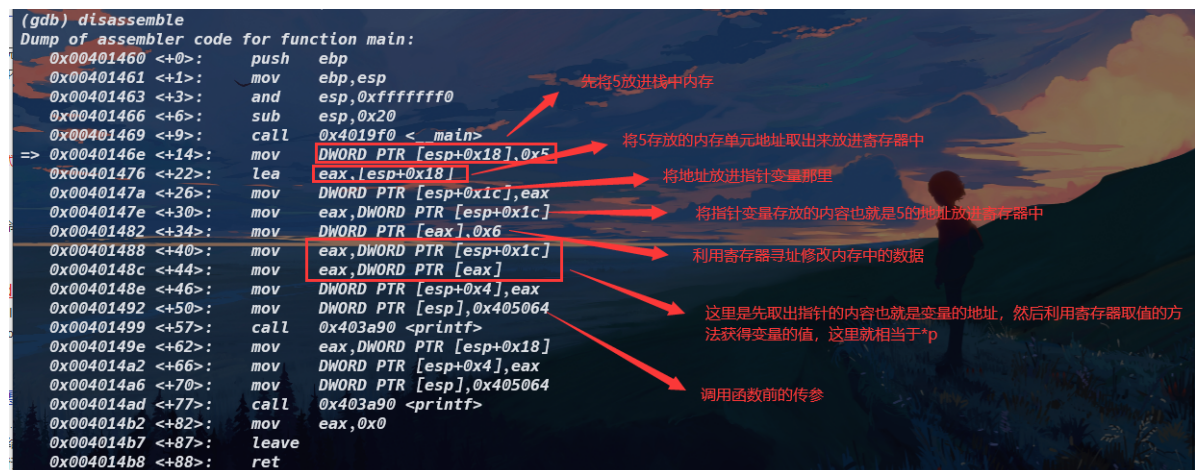 (gdb) disassemble
Dump of assembler code for function main:
0x00401460 <+0>: push ebp
0x00401461 <+1>: mov ebp,esp
0x00401463 <+3>: and esp,0xfffffff0
0x00401466 <+6>: sub esp,0x20
0x00401469 <+9>: call 0x4019f0 <__main>
=> 0x0040146e <+14>: mov DWORD PTR [esp+0x18],0x5
0x00401476 <+22>: lea eax,[esp+0x18]
0x0040147a <+26>: mov DWORD PTR [esp+0x1c],eax
0x0040147e <+30>: mov eax,DWORD PTR [esp+0x1c]
0x00401482 <+34>: mov DWORD PTR [eax],0x6
0x00401488 <+40>: mov eax,DWORD PTR [esp+0x1c]
0x0040148c <+44>: mov eax,DWORD PTR [eax]
0x0040148e <+46>: mov DWORD PTR [esp+0x4],eax
0x00401492 <+50>: mov DWORD PTR [esp],0x405064
0x00401499 <+57>: call 0x403a90 <printf>
0x0040149e <+62>: mov eax,DWORD PTR [esp+0x18]
0x004014a2 <+66>: mov DWORD PTR [esp+0x4],eax
0x004014a6 <+70>: mov DWORD PTR [esp],0x405064
0x004014ad <+77>: call 0x403a90 <printf>
0x004014b2 <+82>: mov eax,0x0
0x004014b7 <+87>: leave
0x004014b8 <+88>: ret
先将5放进栈中内存
将5存放的内存单元地址取出来放进寄存器中
将地址放进指针变量那里
将指针变量存放的内容也就是5的地址放进寄存器中
利用寄存器寻址修改内存中的数据
这里是先取出指针的内容也就是变量的地址，然后利用寄存器取值的方
法获得变量的值，这里就相当于*p
调用函数前的传参